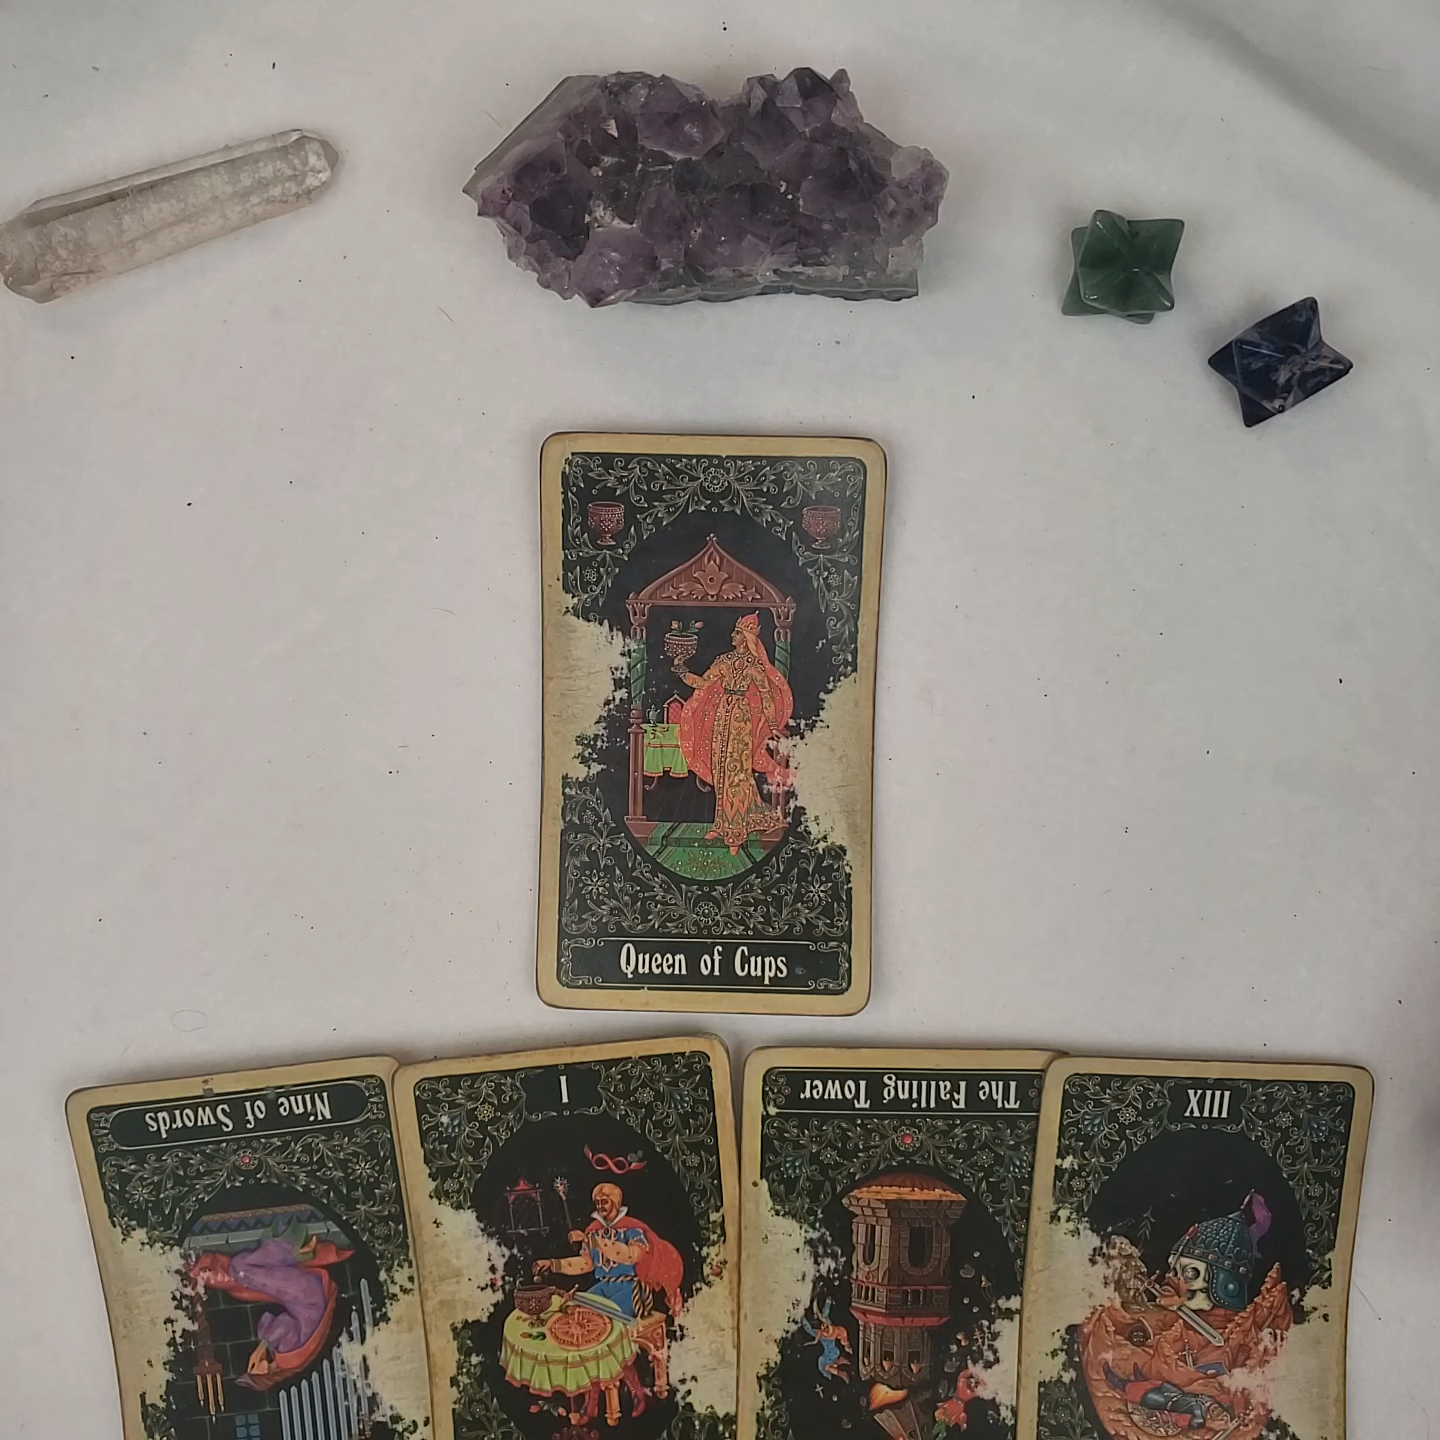 Queen of Cups
Nine of Swords
I
The Falling Tower
XIII